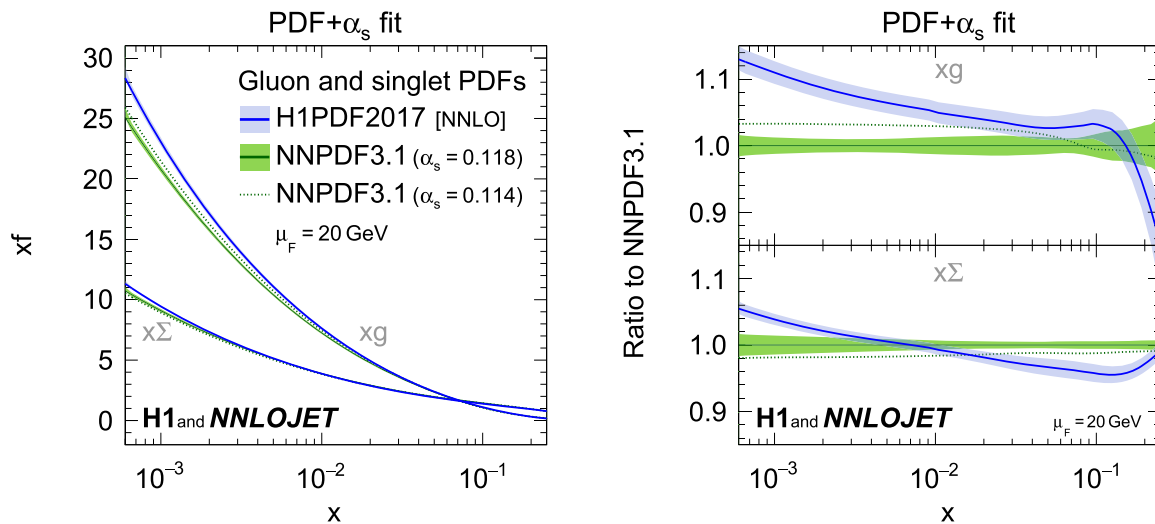 PDF+αs fit
30
25
20
15
10
5
0
xf
Gluon and singlet PDFs
H1PDF2017 [NNLO]
NNPDF3.1 (αs = 0.118)
NNPDF3.1 (αs = 0.114)
μF = 20 GeV
xΣ
xg
H1 and NNLOJET
10−3
10−2
10−1
x
PDF+αs fit
Ratio to NNPDF3.1
xg
1.1
1.0
0.9
xΣ
1.1
1.0
0.9
H1 and NNLOJET
μF = 20 GeV
10−3
10−2
10−1
x